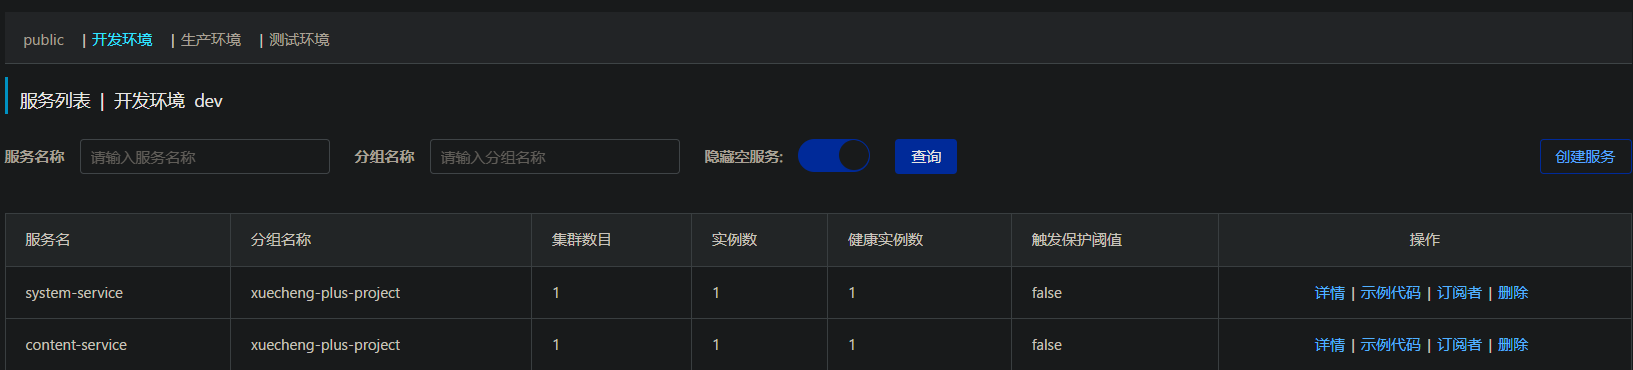 public | 开发环境 | 生产环境 | 测试环境
服务列表 | 开发环境 dev
服务名称 请输入服务名称 分组名称 请输入分组名称 隐藏空服务: 查询 创建服务
服务名 分组名称 集群数目 实例数 健康实例数 触发保护阈值 操作
system-service xuecheng-plus-project 1 1 1 false 详情 | 示例代码 | 订阅者 | 删除
content-service xuecheng-plus-project 1 1 1 false 详情 | 示例代码 | 订阅者 | 删除